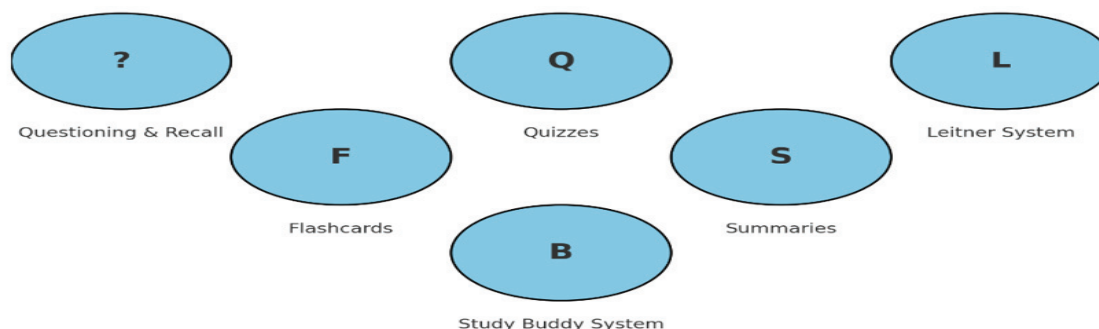 ?
Questioning & Recall
Q
Quizzes
L
Leitner System
F
Flashcards
S
Summaries
B
Study Buddy System